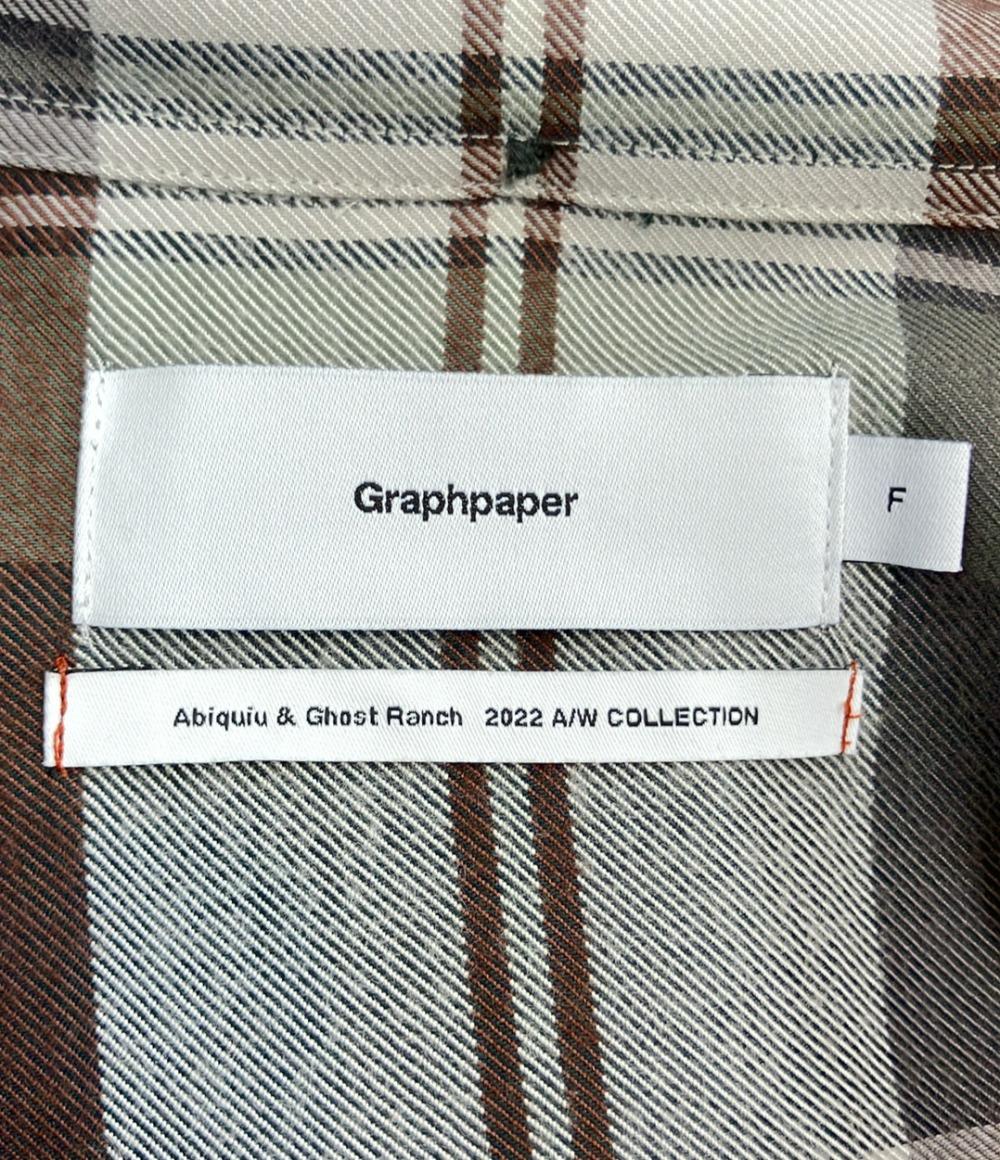 Graphpaper
F
Abiquiu & Ghost Ranch 2022 A/W COLLECTION